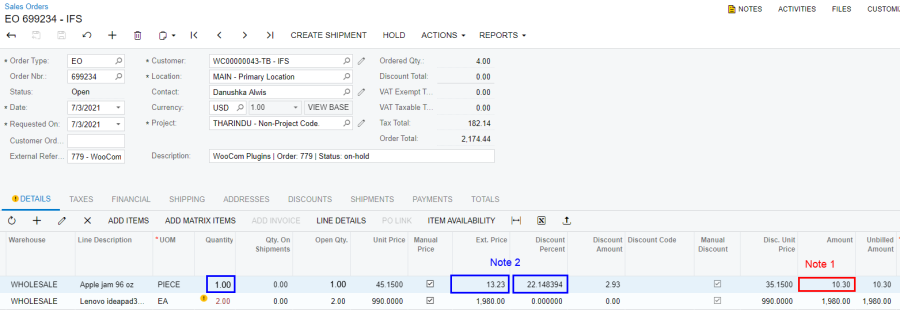 Sales Orders
EO 699234 - IFS
NOTES ACTIVITIES FILES CUSTOMI
CREATE SHIPMENT HOLD ACTIONS REPORTS
* Order Type: EO
Order Nbr.: 699234
Status: Open
* Date: 7/3/2021
* Requested On: 7/3/2021
Customer Ord...
External Refer... 779 - WooCom
* Customer: WC00000043-TB - IFS
* Location: MAIN - Primary Location
Contact: Danushka Alwis
Currency: USD 1.00 VIEW BASE
* Project: THARINDU - Non-Project Code.
Description: WooCom Plugins | Order: 779 | Status: on-hold
Ordered Qty.: 4.00
Discount Total: 0.00
VAT Exempt T... 0.00
VAT Taxable T... 0.00
Tax Total: 182.14
Order Total: 2,174.44
DETAILS TAXES FINANCIAL SHIPPING ADDRESSES DISCOUNTS SHIPMENTS PAYMENTS TOTALS
ADD ITEMS ADD MATRIX ITEMS ADD INVOICE LINE DETAILS PO LINK ITEM AVAILABILITY
Warehouse Line Description * UOM Quantity Qty. On Shipments Open Qty. Unit Price Manual Price Ext. Price Discount Percent Discount Amount Discount Code Manual Discount Disc. Unit Price Amount Unbilled Amount
Note 2 Note 1
WHOLESALE Apple jam 96 oz PIECE 1.00 0.00 1.00 45.1500 13.23 22.148394 2.93 35.1500 10.30 10.30
WHOLESALE Lenovo ideapad3... EA 2.00 0.00 2.00 990.0000 1,980.00 0.000000 0.00 990.0000 1,980.00 1,980.00